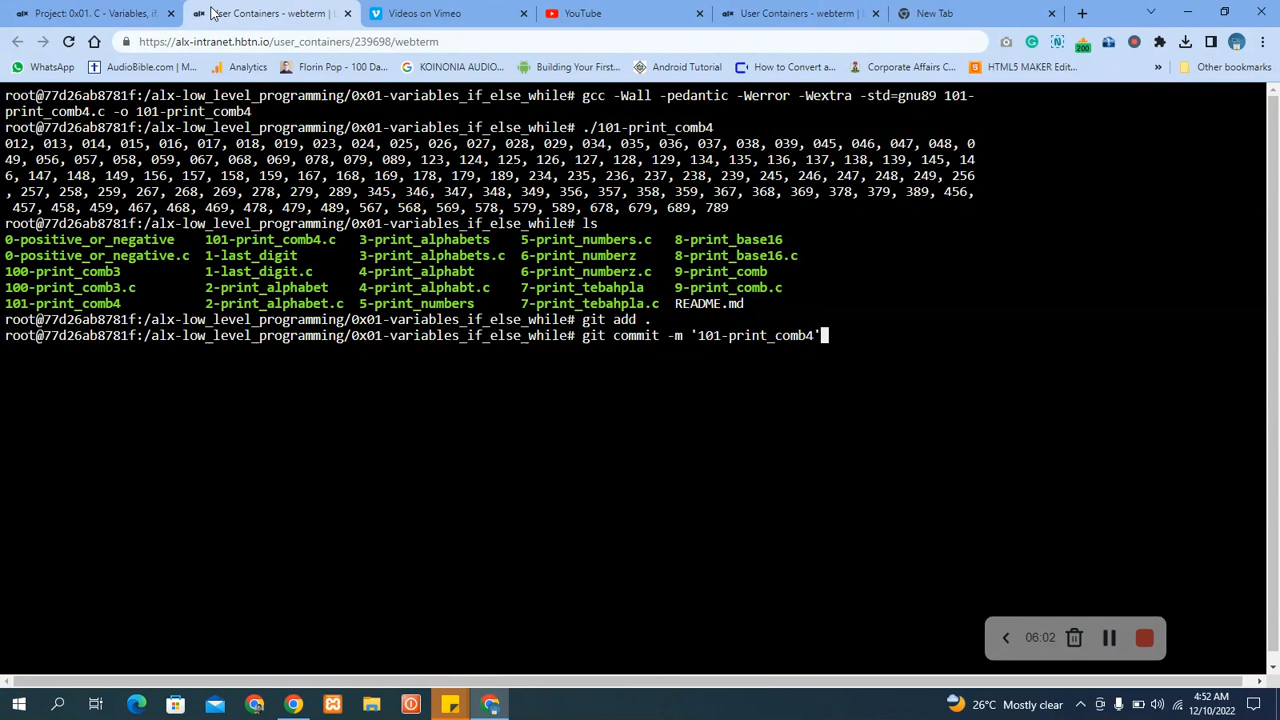 Project: 0x01. C - Variables, if
User Containers - webterm |
Videos on Vimeo
YouTube
User Containers - webterm |
New Tab
https://alx-intranet.hbtn.io/user_containers/239698/webterm
200
WhatsApp
AudioBible.com | M...
Analytics
Florin Pop - 100 Da...
KOINONIA AUDIO...
Building Your First...
Android Tutorial
How to Convert a...
Corporate Affairs C...
HTML5 MAKER Edit...
»
Other bookmarks
root@77d26ab8781f:/alx-low_level_programming/0x01-variables_if_else_while# gcc -Wall -pedantic -Werror -Wextra -std=gnu89 101-
print_comb4.c -o 101-print_comb4
root@77d26ab8781f:/alx-low_level_programming/0x01-variables_if_else_while# ./101-print_comb4
012, 013, 014, 015, 016, 017, 018, 019, 023, 024, 025, 026, 027, 028, 029, 034, 035, 036, 037, 038, 039, 045, 046, 047, 048, 0
49, 056, 057, 058, 059, 067, 068, 069, 078, 079, 089, 123, 124, 125, 126, 127, 128, 129, 134, 135, 136, 137, 138, 139, 145, 14
6, 147, 148, 149, 156, 157, 158, 159, 167, 168, 169, 178, 179, 189, 234, 235, 236, 237, 238, 239, 245, 246, 247, 248, 249, 256
, 257, 258, 259, 267, 268, 269, 278, 279, 289, 345, 346, 347, 348, 349, 356, 357, 358, 359, 367, 368, 369, 378, 379, 389, 456,
457, 458, 459, 467, 468, 469, 478, 479, 489, 567, 568, 569, 578, 579, 589, 678, 679, 689, 789
root@77d26ab8781f:/alx-low_level_programming/0x01-variables_if_else_while# ls
0-positive_or_negative 101-print_comb4.c 3-print_alphabets 5-print_numbers.c 8-print_base16
0-positive_or_negative.c 1-last_digit 3-print_alphabets.c 6-print_numberz 8-print_base16.c
100-print_comb3 1-last_digit.c 4-print_alphabt 6-print_numberz.c 9-print_comb
100-print_comb3.c 2-print_alphabet 4-print_alphabt.c 7-print_tebahpla 9-print_comb.c
101-print_comb4 2-print_alphabet.c 5-print_numbers 7-print_tebahpla.c README.md
root@77d26ab8781f:/alx-low_level_programming/0x01-variables_if_else_while# git add .
root@77d26ab8781f:/alx-low_level_programming/0x01-variables_if_else_while# git commit -m '101-print_comb4'
06:02
26°C Mostly clear
4:52 AM
12/10/2022